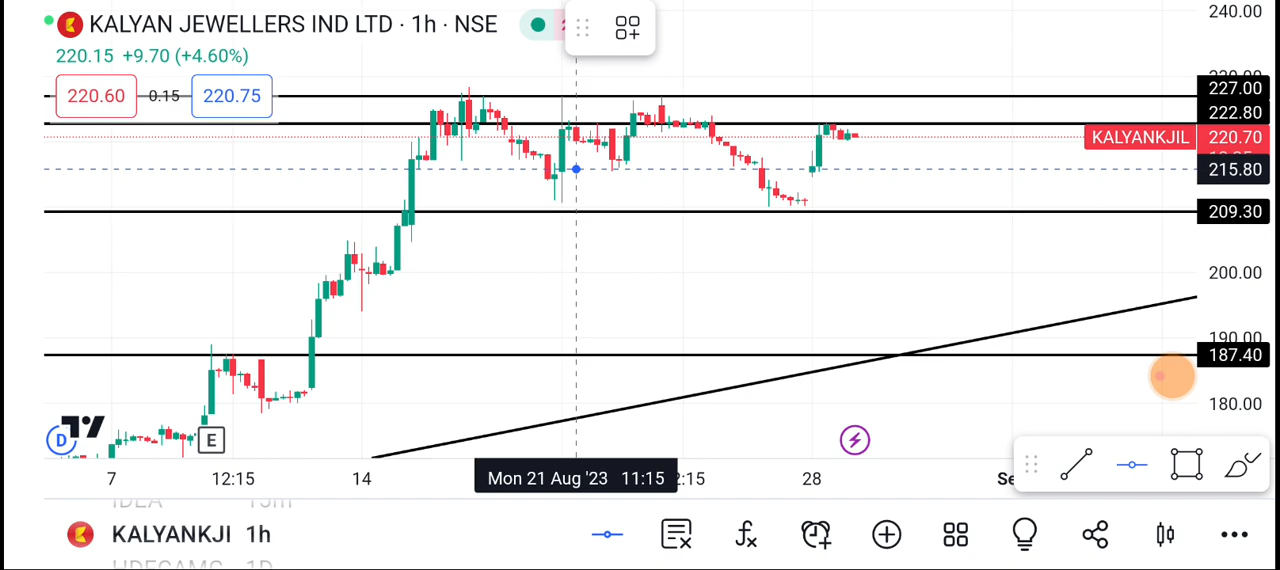 KALYAN JEWELLERS IND LTD · 1h · NSE
220.15 +9.70 (+4.60%)
220.60 0.15 220.75
240.00
227.00
222.80
KALYANKJIL 220.70
215.80
209.30
200.00
190.00
187.40
180.00
D
E
7 12:15 14 Mon 21 Aug '23 11:15 28
IDEA 15m
KALYANKJI 1h